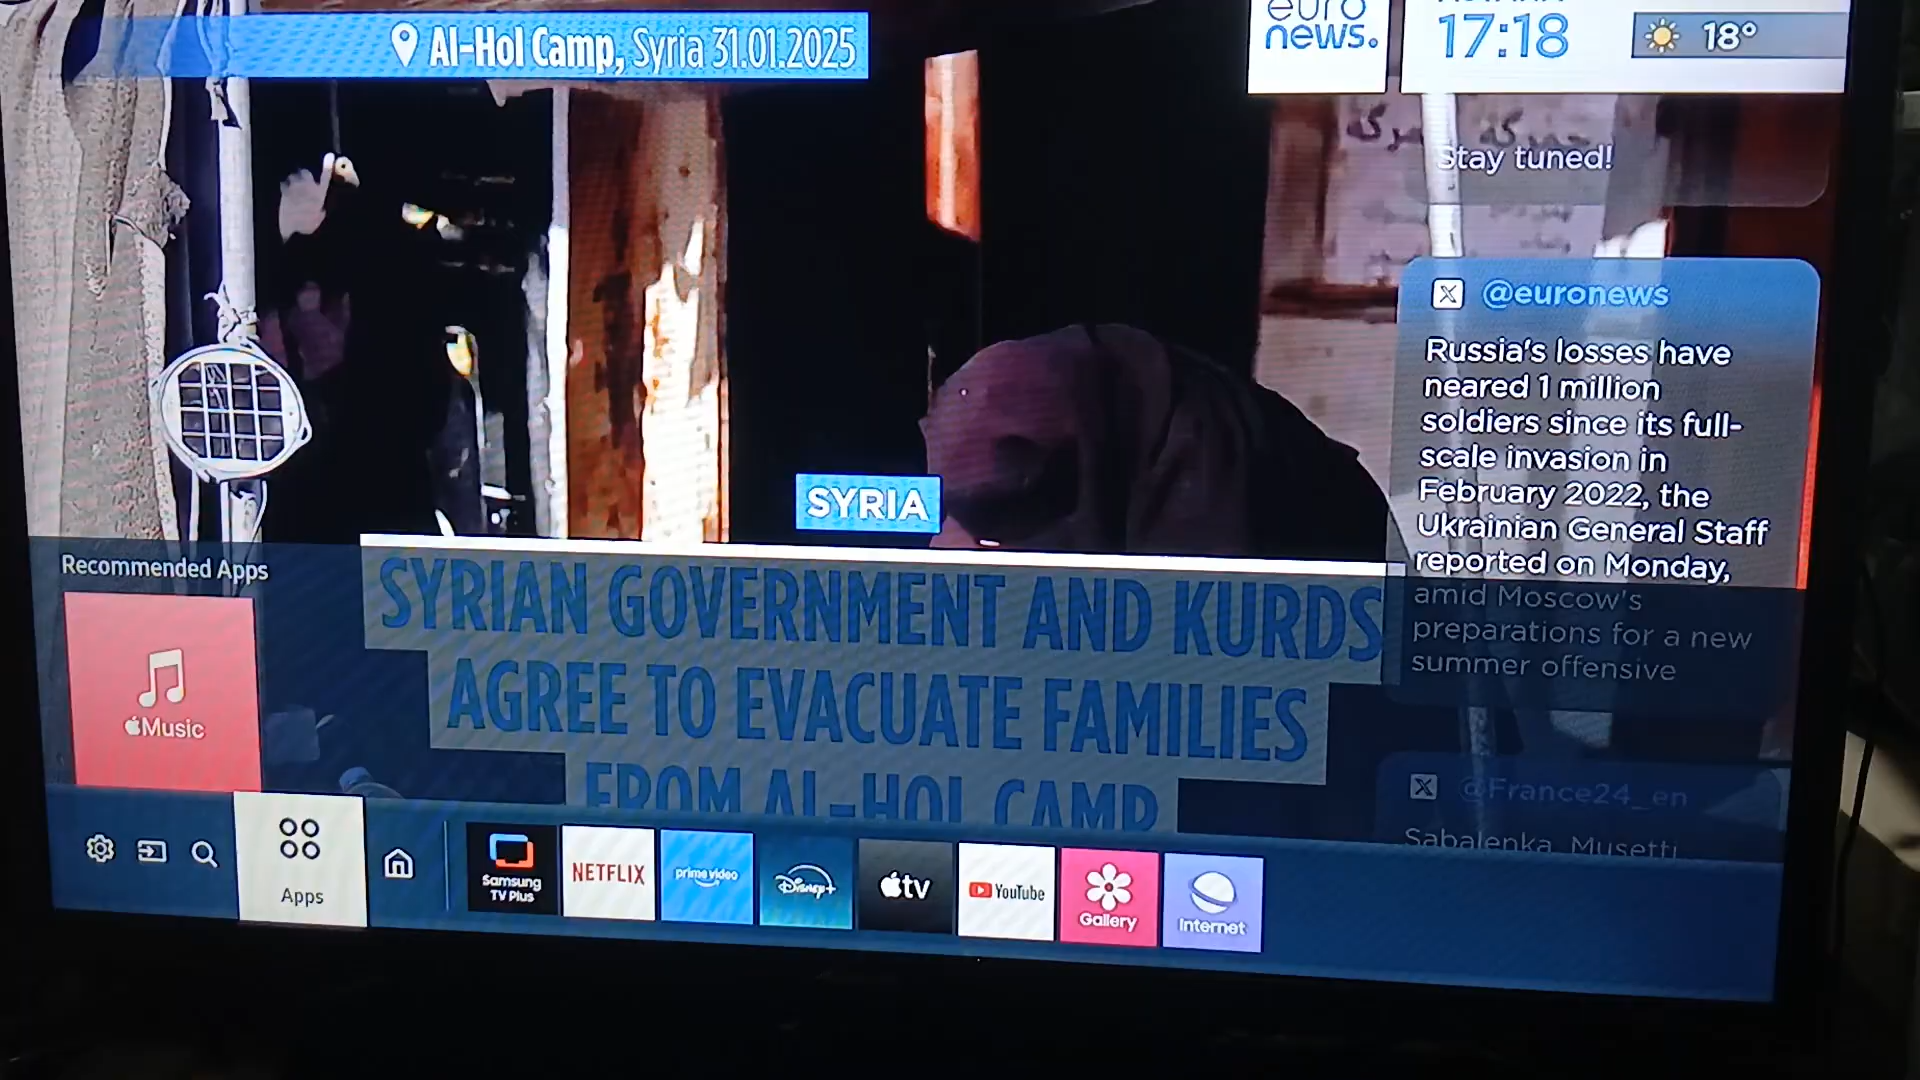 Al-Hol Camp, Syria 31.01.2025
euro
news.
17:18
18°
Stay tuned!
@euronews
Russia's losses have
neared 1 million
soldiers since its full-
scale invasion in
February 2022, the
Ukrainian General Staff
reported on Monday,
amid Moscow's
preparations for a new
summer offensive
@France24_en
Sabalenka, Musetti
SYRIA
SYRIAN GOVERNMENT AND KURDS
AGREE TO EVACUATE FAMILIES
FROM AL-HOL CAMP
Recommended Apps
Music
Apps
Samsung
TV Plus
NETFLIX
prime video
Disney+
tv
YouTube
Gallery
Internet